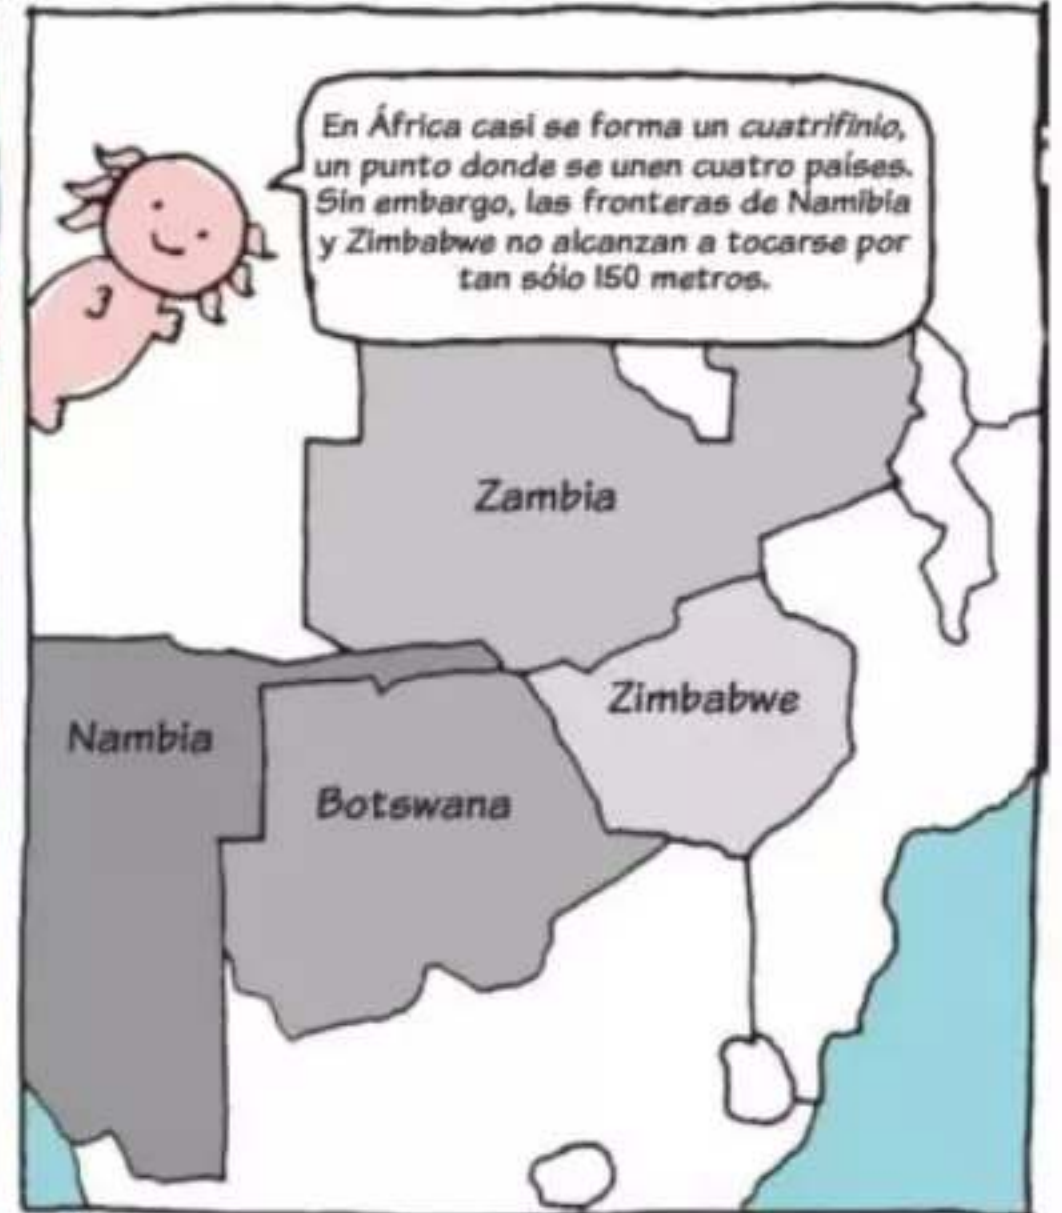 En África casi se forma un cuatrifinio,
un punto donde se unen cuatro países.
Sin embargo, las fronteras de Namibia
y Zimbabwe no alcanzan a tocarse por
tan sólo 150 metros.
Zambia
Zimbabwe
Nambia
Botswana